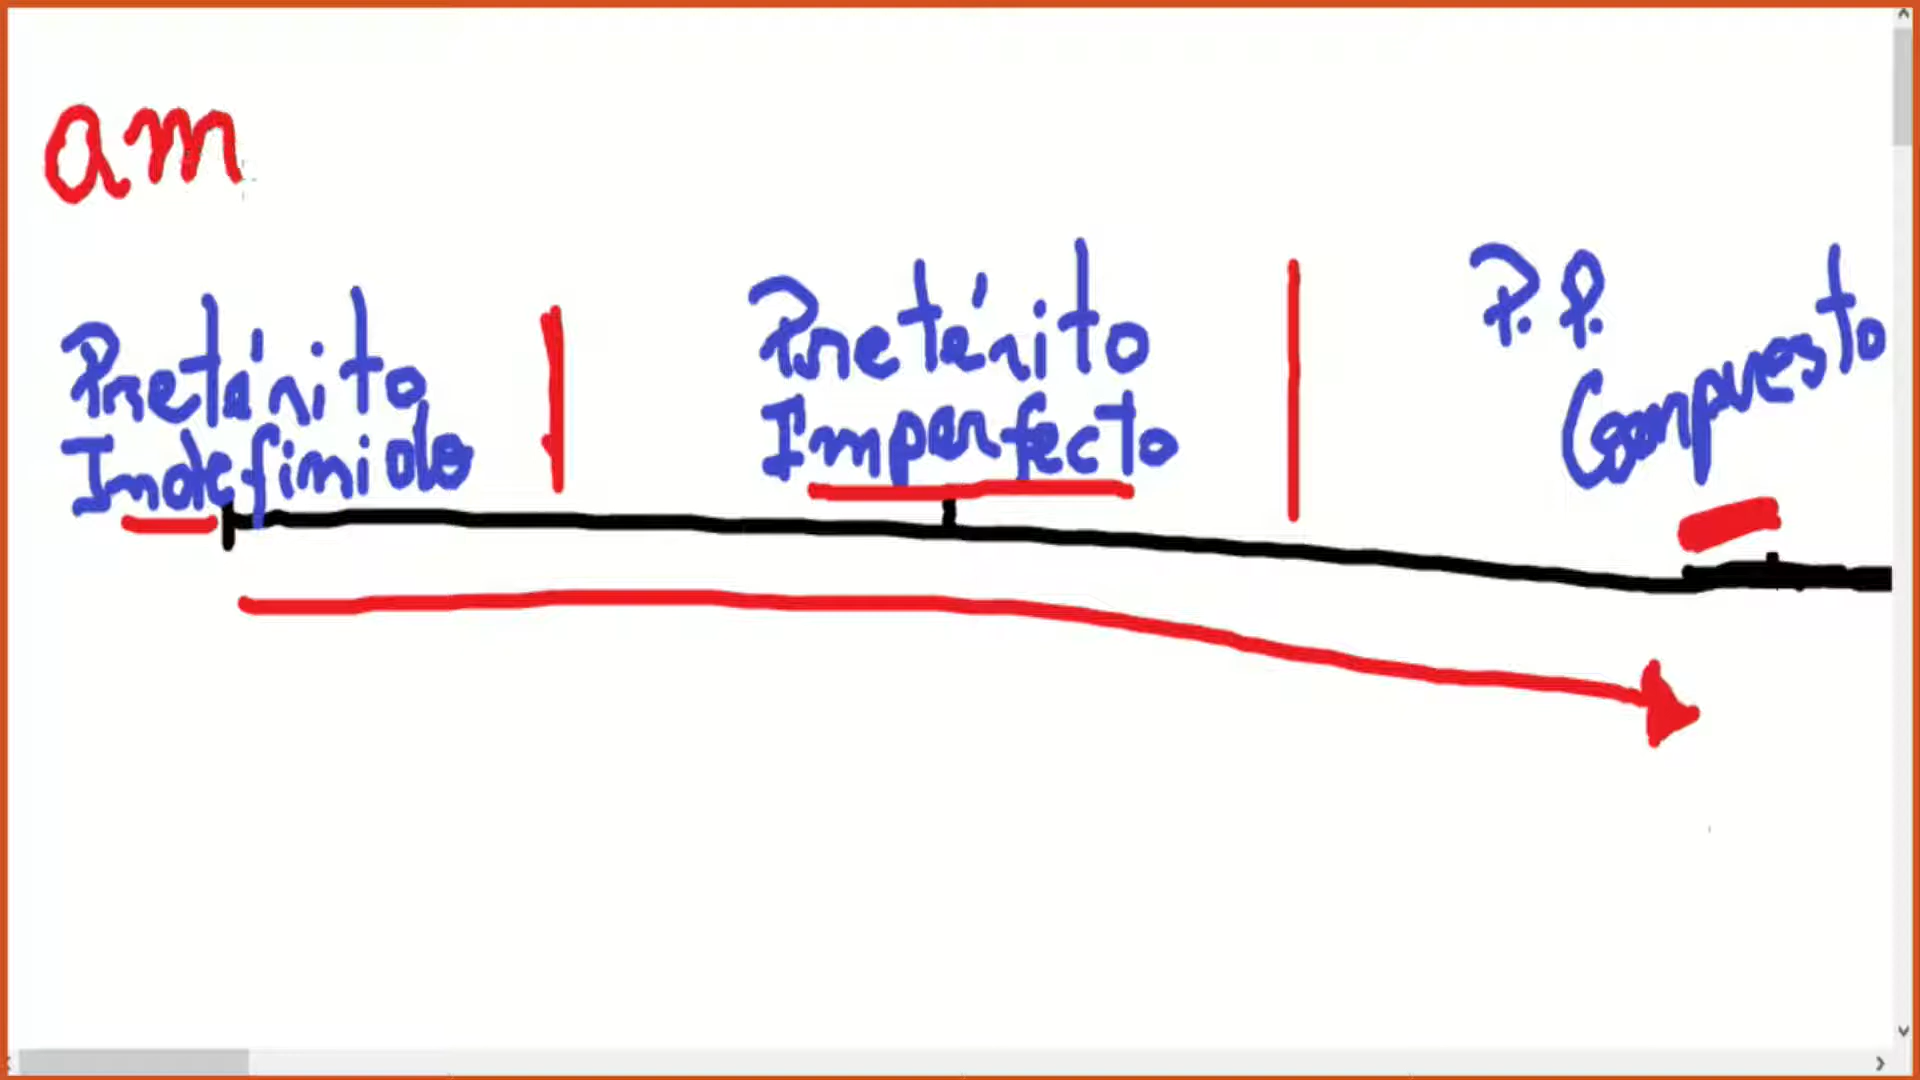 am
Pretérito
Indefinido
Pretérito
Imperfecto
P. P.
Compuesto